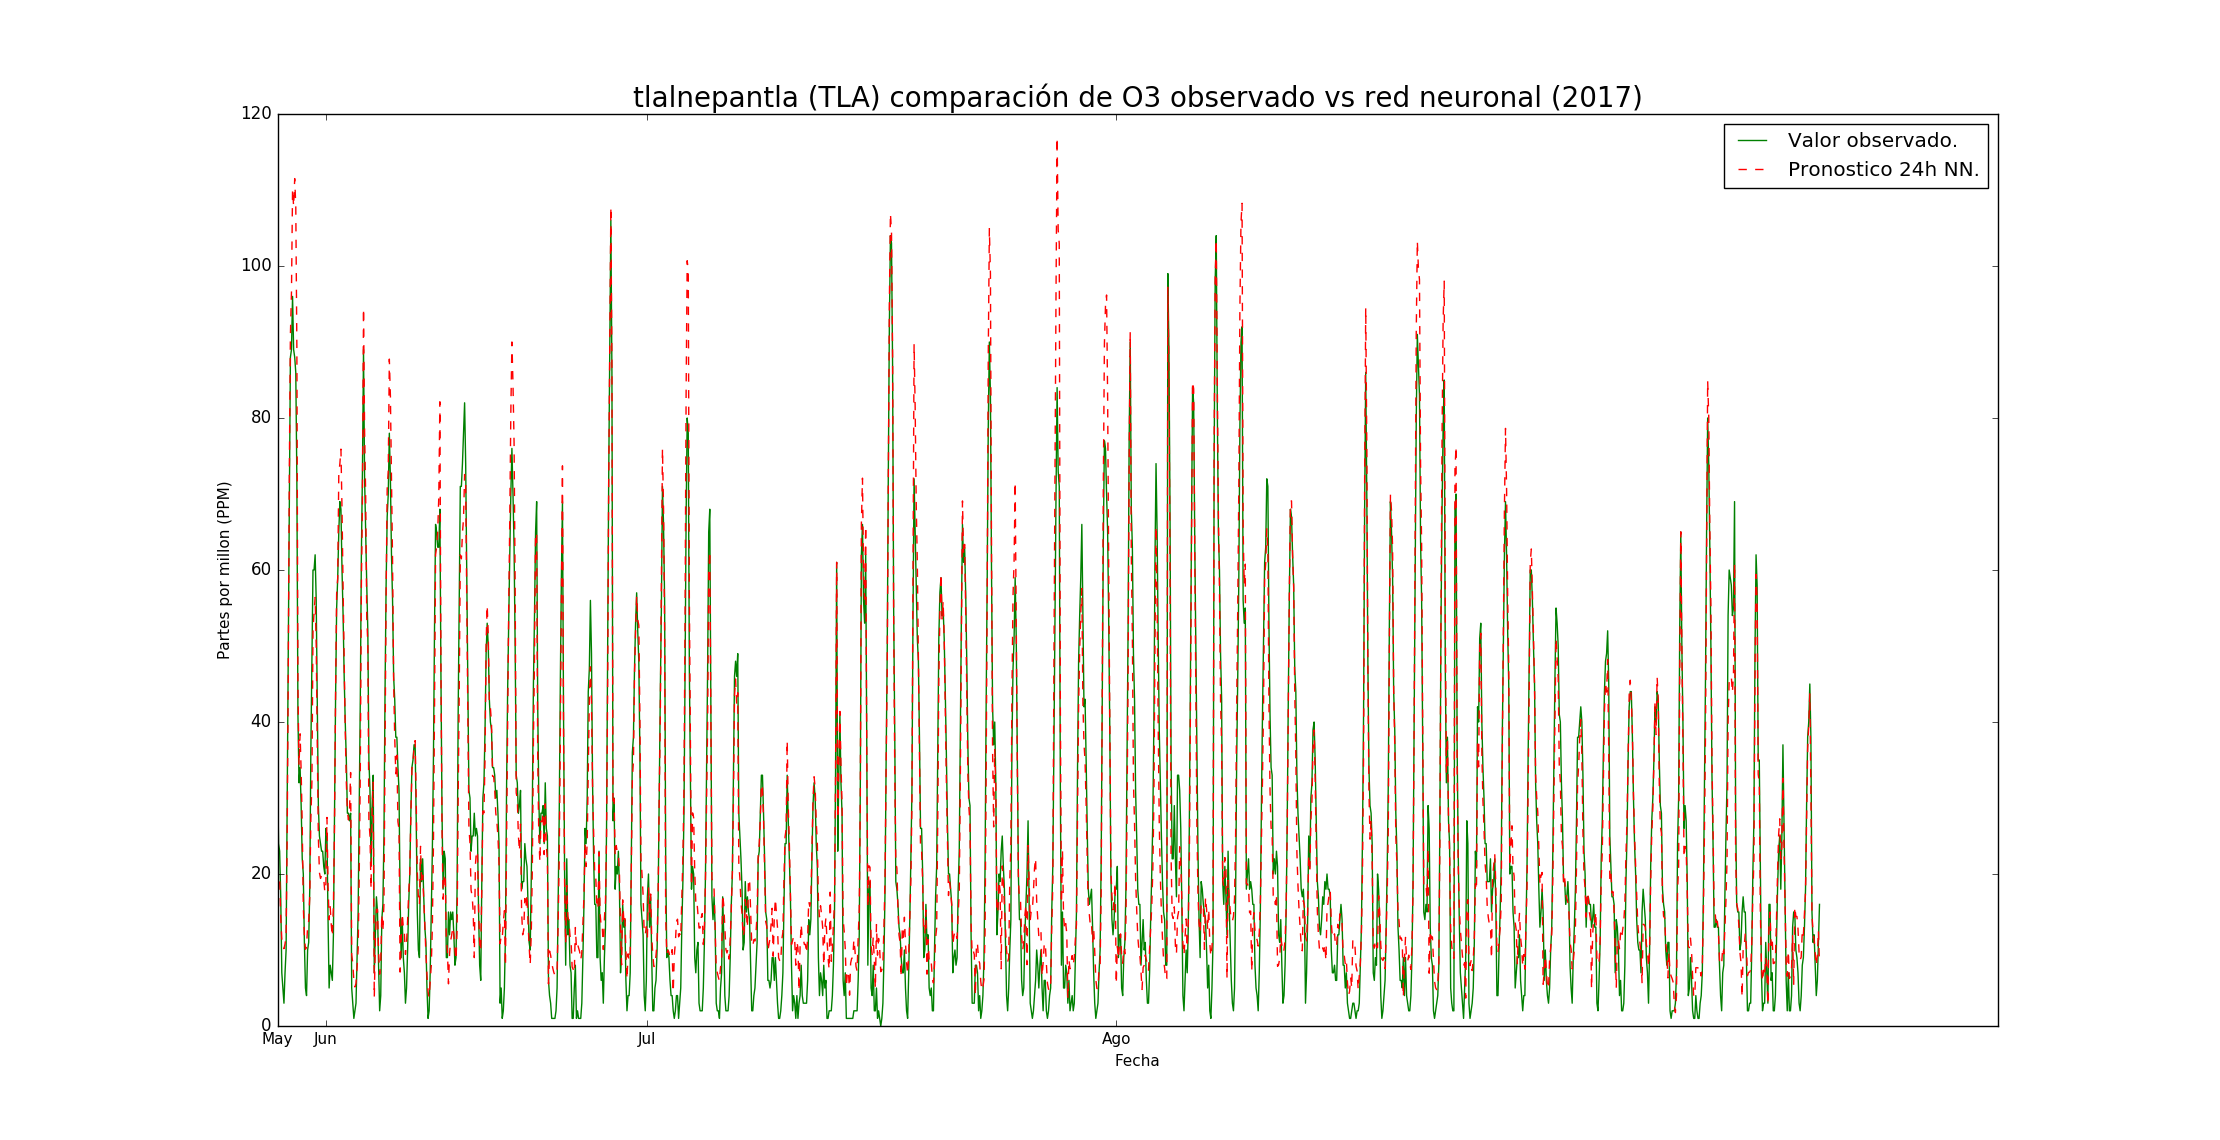 tlalnepantla (TLA) comparación de O3 observado vs red neuronal (2017)
Valor observado.
Pronostico 24h NN.
Partes por millon (PPM)
120
100
80
60
40
20
0
May Jun Jul Ago
Fecha